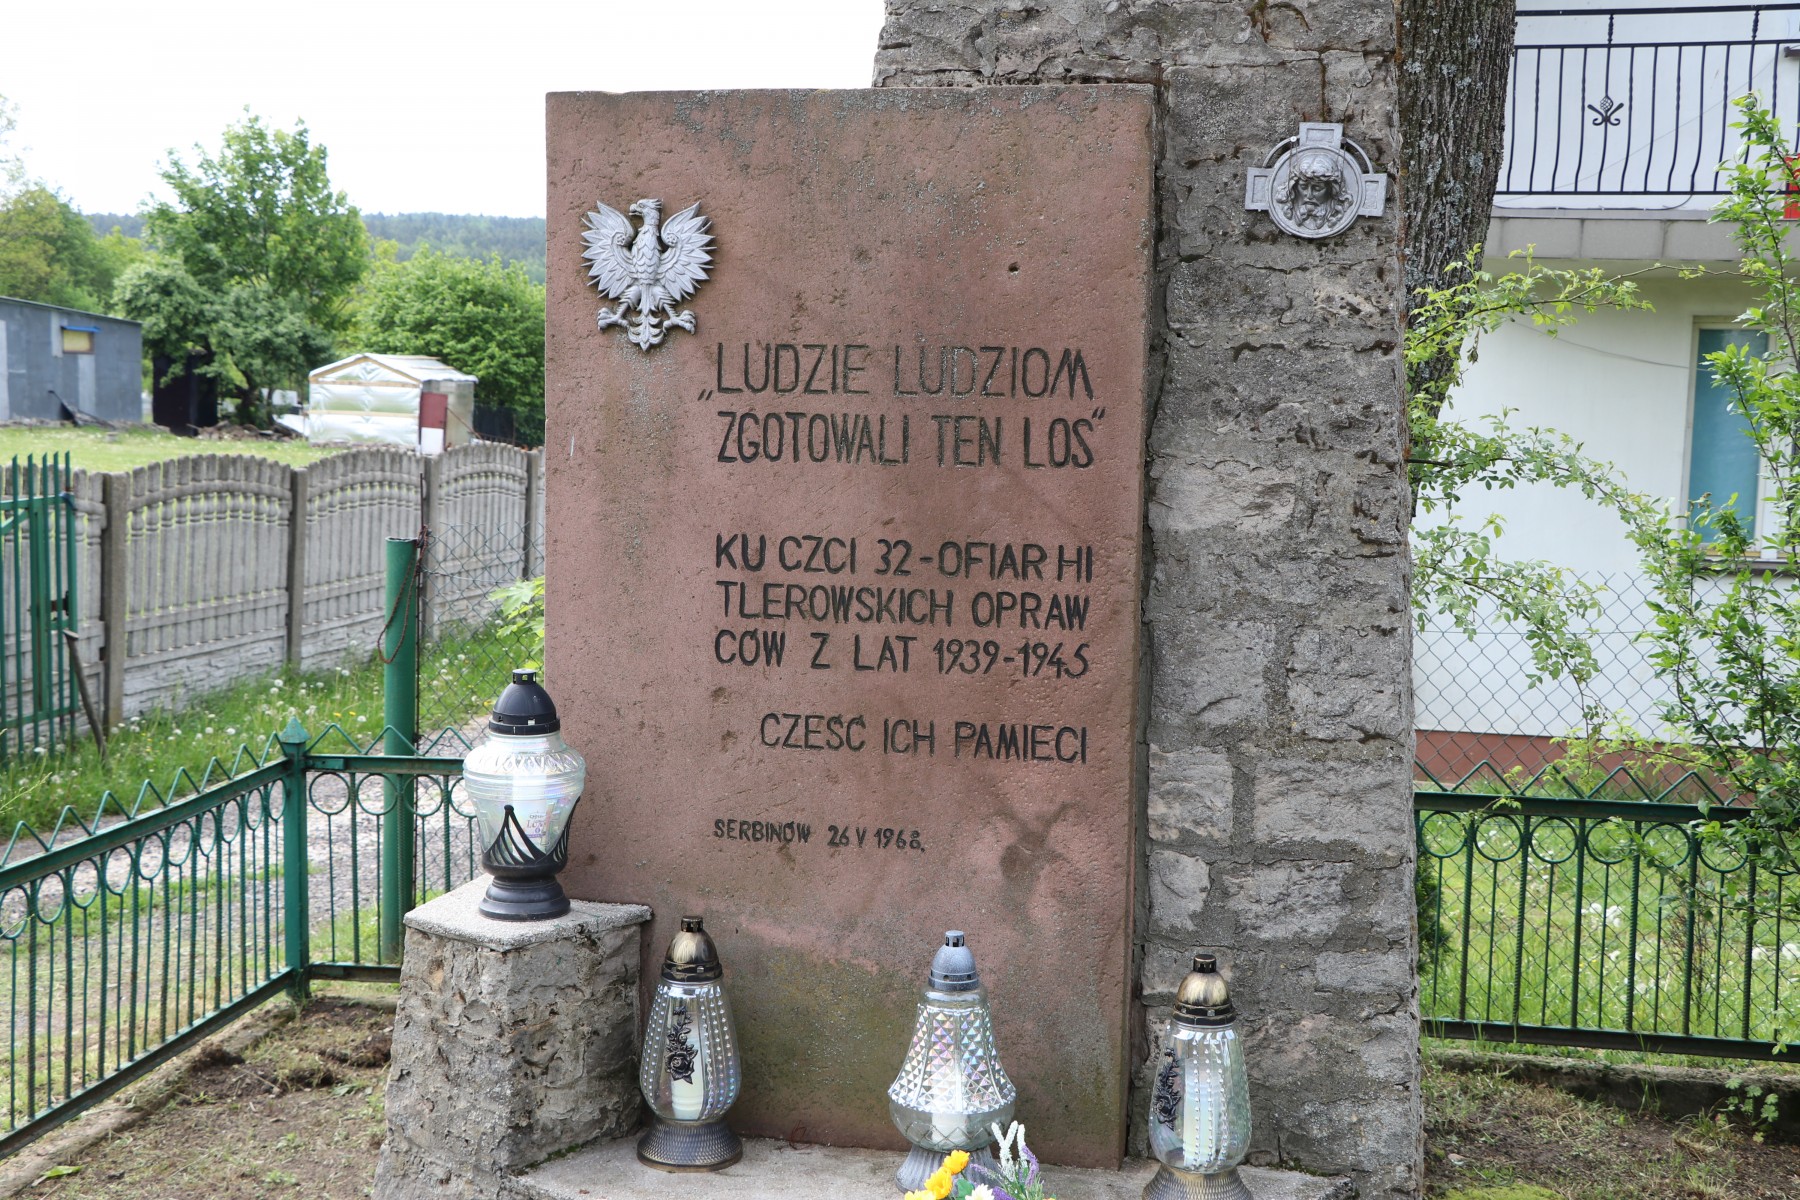 „LUDZIE LUDZIOM
ZGOTOWALI TEN LOS“
KU CZCI 32-OFIAR HI
TLEROWSKICH OPRAW
CÓW Z LAT 1939-1945
CZEŚĆ ICH PAMIĘCI
SERBINÓW 26 V 1968.